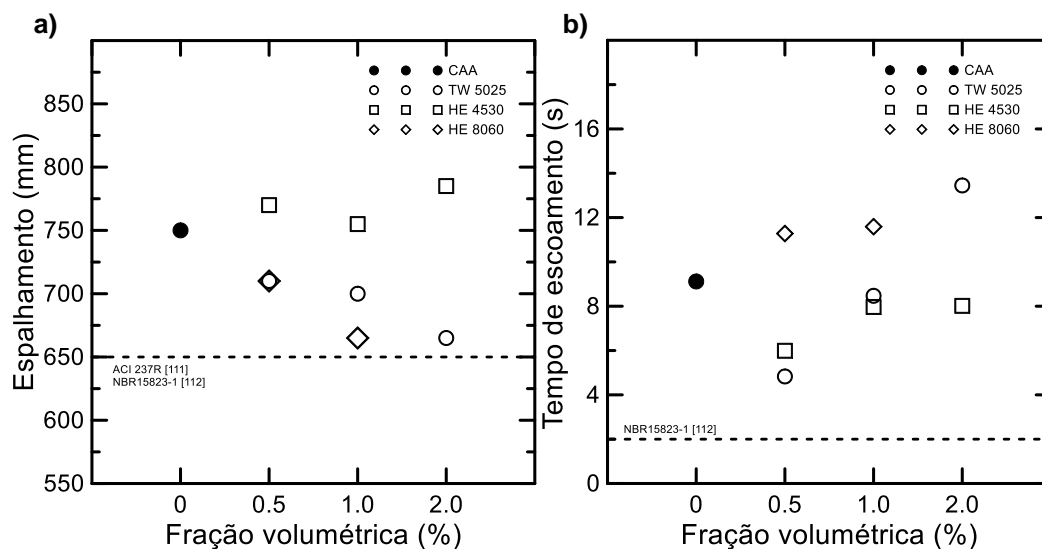 a)
Espalhamento (mm)
850
800
750
700
650
600
550
CAA
TW 5025
HE 4530
HE 8060
ACI 237R [111]
NBR15823-1 [112]
0
0.5
1.0
2.0
Fração volumétrica (%)
b)
Tempo de escoamento (s)
16
12
8
4
0
CAA
TW 5025
HE 4530
HE 8060
NBR15823-1 [112]
0
0.5
1.0
2.0
Fração volumétrica (%)